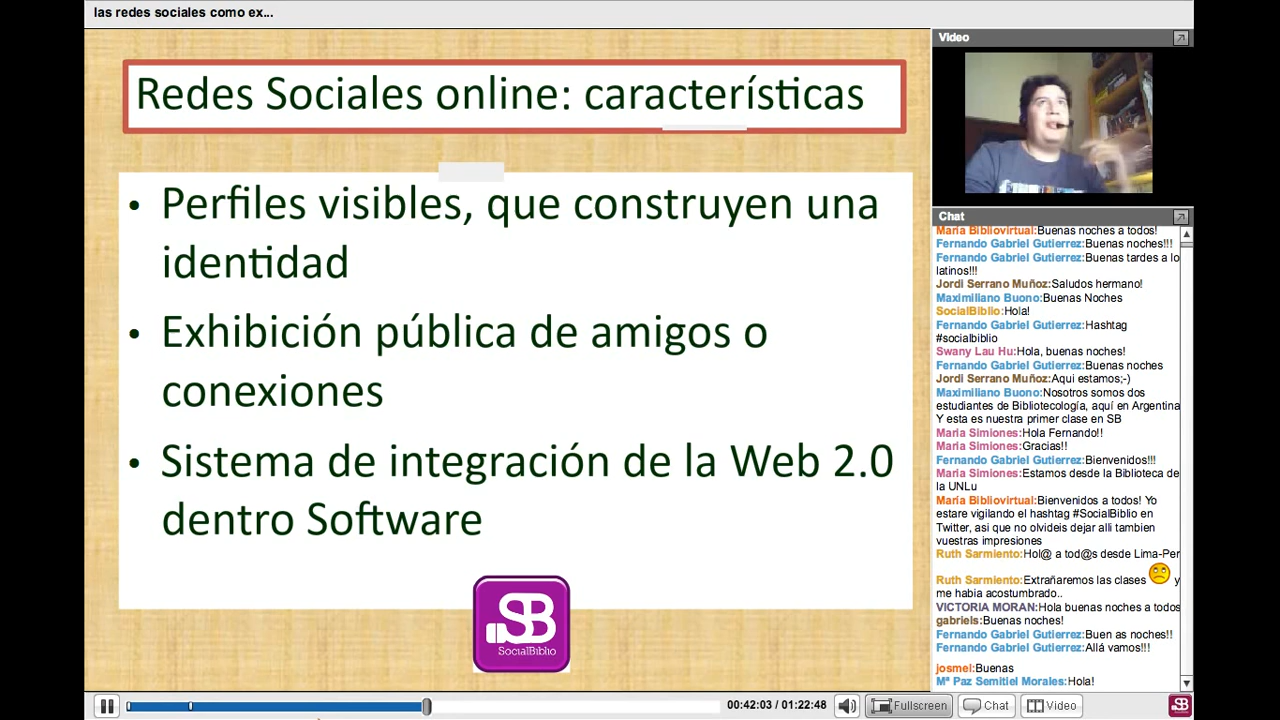 las redes sociales como ex...
Redes Sociales online: características
• Perfiles visibles, que construyen una
identidad
• Exhibición pública de amigos o
conexiones
• Sistema de integración de la Web 2.0
dentro Software
SB
SocialBiblio
Video
Chat
María Bibliovirtual:Buenas noches a todos!
Fernando Gabriel Gutierrez:Buenas noches!!!
Fernando Gabriel Gutierrez:Buenas tardes a lo
latinos!!!
Jordi Serrano Muñoz:Saludos hermano!
Maximiliano Buono:Buenas Noches
SocialBiblio:Hola!
Fernando Gabriel Gutierrez:Hashtag
#socialbiblio
Swany Lau Hu:Hola, buenas noches!
Fernando Gabriel Gutierrez:Buenas noches
Jordi Serrano Muñoz:Aqui estamos;-)
Maximiliano Buono:Nosotros somos dos
estudiantes de Bibliotecología, aquí en Argentina
Y esta es nuestra primer clase en SB
Maria Simiones:Hola Fernando!!
Maria Simiones:Gracias!!
Fernando Gabriel Gutierrez:Bienvenidos!!!
Maria Simiones:Estamos desde la Biblioteca de
la UNLu
María Bibliovirtual:Bienvenidos a todos! Yo
estare vigilando el hashtag #SocialBiblio en
Twitter, asi que no olvideis dejar alli tambien
vuestras impresiones
Ruth Sarmiento:Hol@ a tod@s desde Lima-Per
Ruth Sarmiento:Extrañaremos las clases y
me habia acostumbrado..
VICTORIA MORAN:Hola buenas noches a todos
gabriels:Buenas noches!
Fernando Gabriel Gutierrez:Buen as noches!!
Fernando Gabriel Gutierrez:Allá vamos!!!
josmel:Buenas
Mª Paz Semitiel Morales:Hola!
00:42:03 / 01:22:48
Fullscreen
Chat
Video
SB